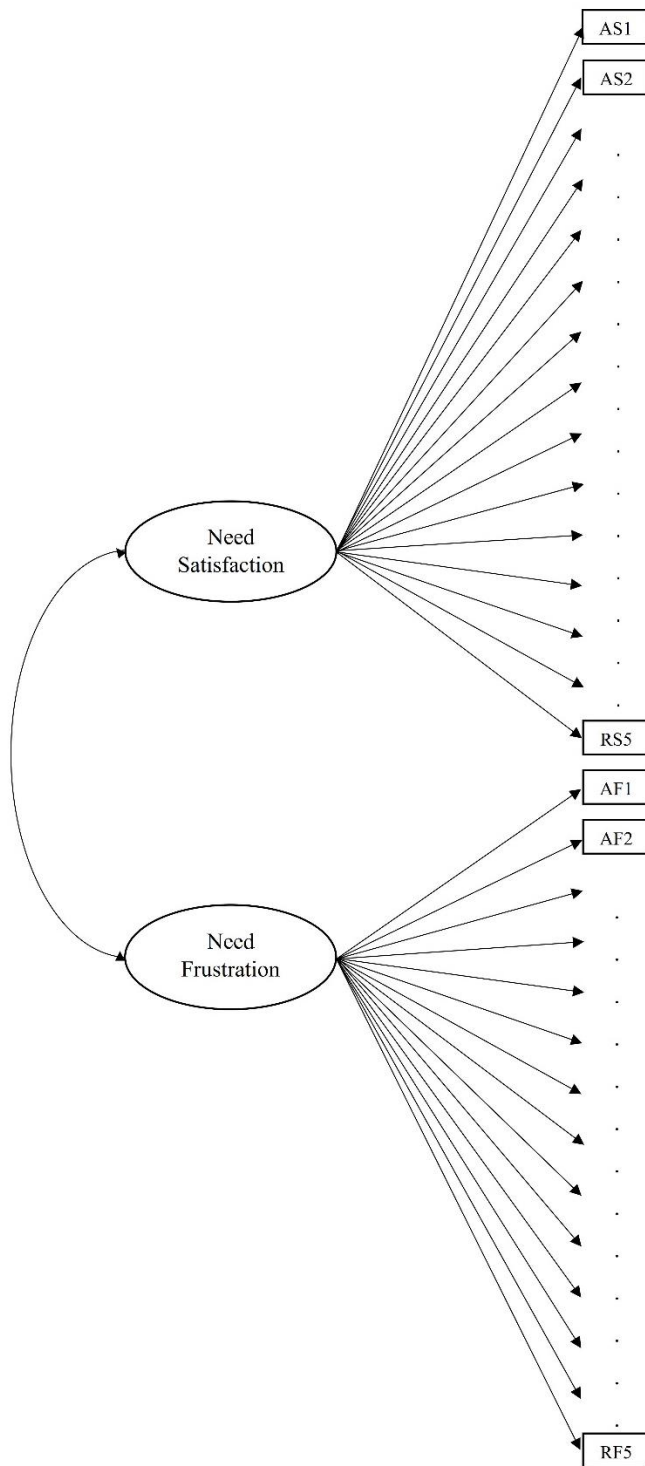 AS1
AS2
Need
Satisfaction
RS5
AF1
AF2
Need
Frustration
RF5